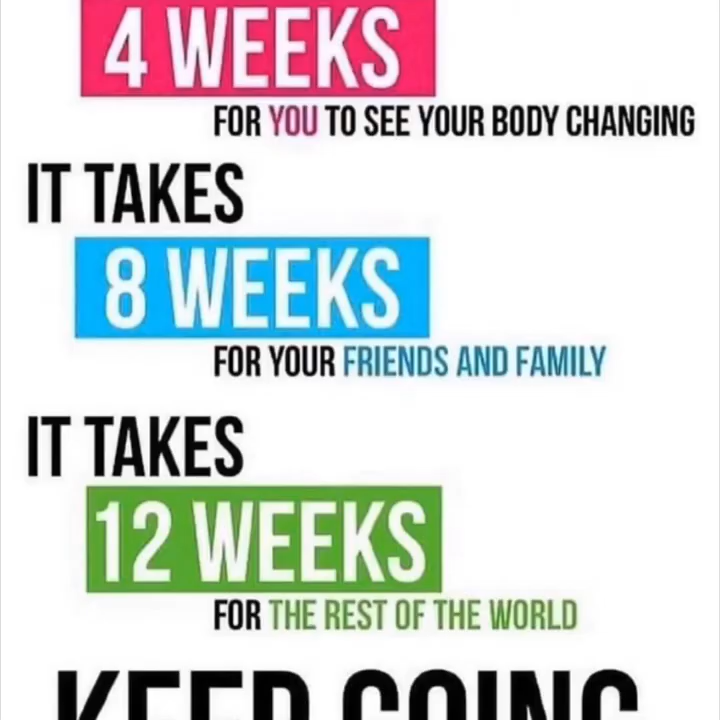 4 WEEKS
FOR YOU TO SEE YOUR BODY CHANGING
IT TAKES
8 WEEKS
FOR YOUR FRIENDS AND FAMILY
IT TAKES
12 WEEKS
FOR THE REST OF THE WORLD
KEEP GOING